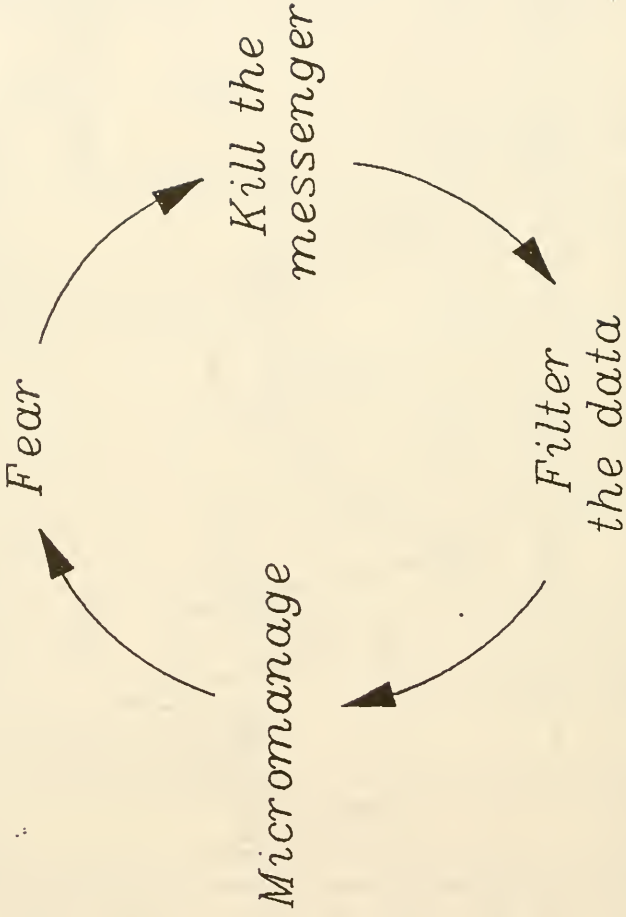 Fear
Kill the
messenger
Filter
the data
Micromanage